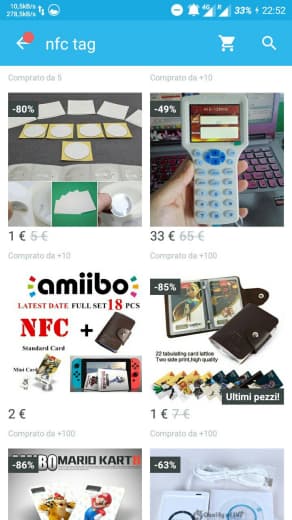 10,5kB/s
278,5kB/s
4G
R
33%
22:52
nfc tag
Comprato da 5
Comprato da +10
-80%
-49%
1 € 5 €
33 € 65 €
Comprato da +10
Comprato da +100
amiibo
LATEST DATE FULL SET 18 PCS
NFC +
Standard Card
Mini Card
-85%
22 tabulating card lattice
Two side print,high quality
Ultimi pezzi!
2 €
1 € 7 €
Comprato da +100
Comprato da +100
-86%
BO MARIO KART8
-63%